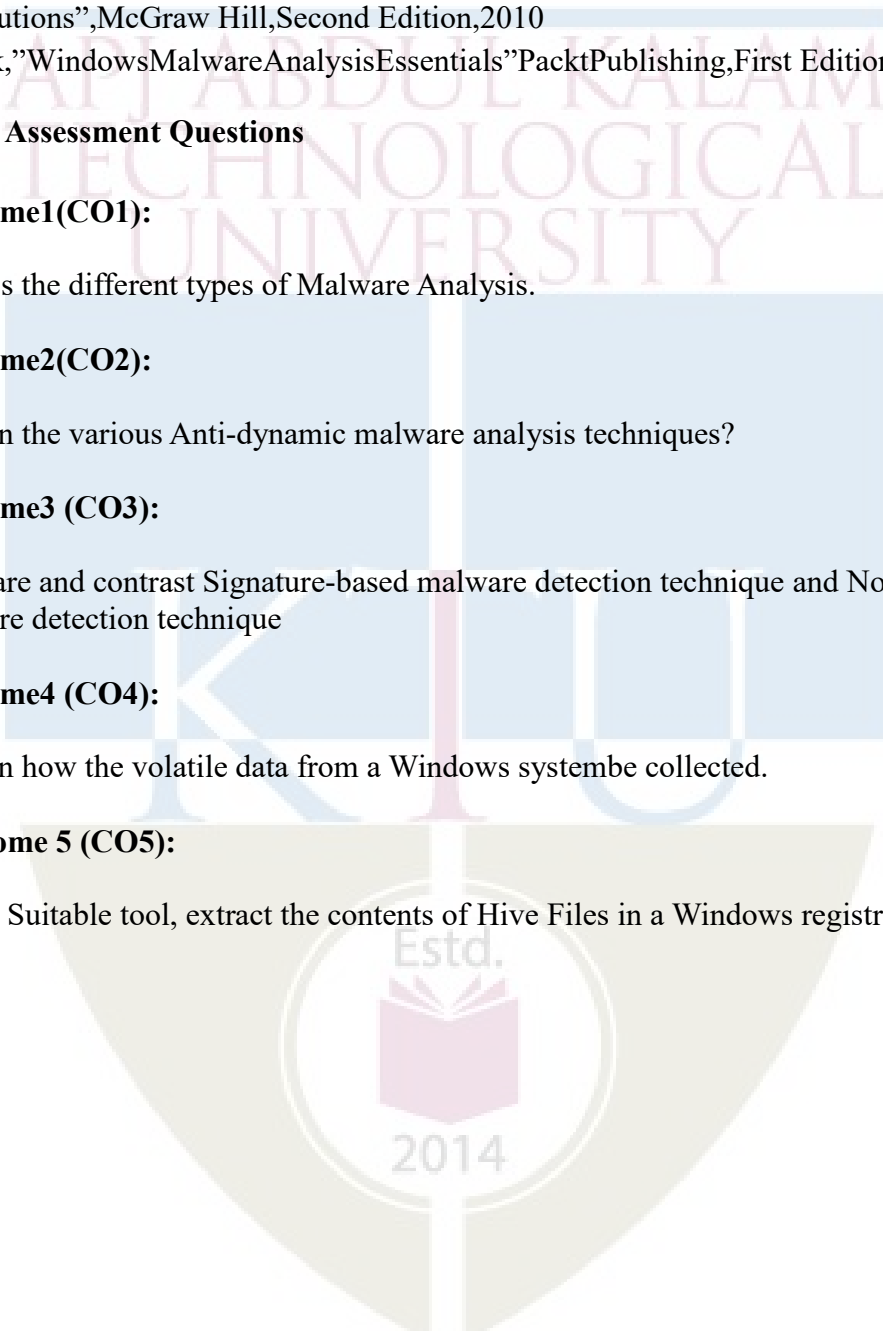 utions”,McGraw Hill,Second Edition,2010
k,”WindowsMalwareAnalysisEssentials”PacktPublishing,First Edition
APJ ABDUL KALAM
Assessment Questions
TECHNOLOGICAL
me1(CO1):
UNIVERSITY
s the different types of Malware Analysis.
me2(CO2):
n the various Anti-dynamic malware analysis techniques?
me3 (CO3):
are and contrast Signature-based malware detection technique and No
re detection technique
me4 (CO4):
n how the volatile data from a Windows systembe collected.
ome 5 (CO5):
Suitable tool, extract the contents of Hive Files in a Windows registr
KTU
Estd.
2014